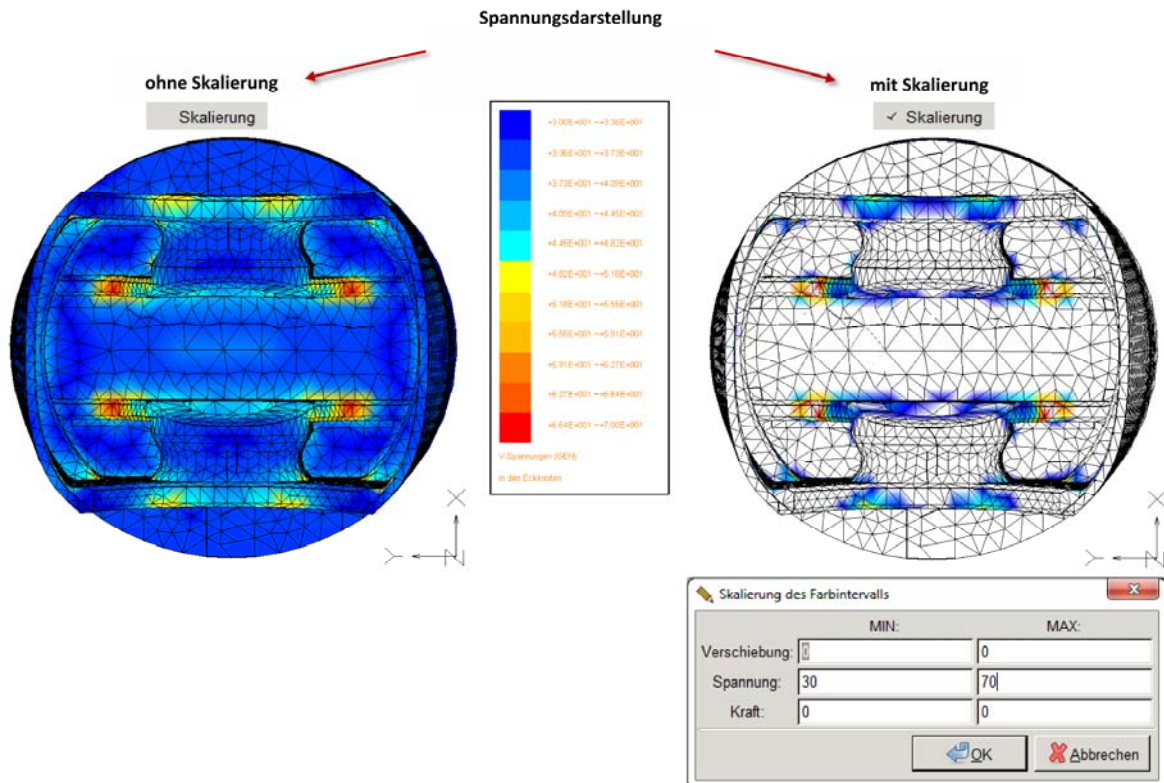 Spannungsdarstellung
ohne Skalierung
mit Skalierung
Skalierung
✓ Skalierung
+3.00E+001 --+3.36E+001
+3.36E+001 --+3.73E+001
+3.73E+001 --+4.09E+001
+4.09E+001 --+4.45E+001
+4.45E+001 --+4.82E+001
+4.82E+001 --+5.18E+001
+5.18E+001 --+5.55E+001
+5.55E+001 --+5.91E+001
+5.91E+001 --+6.27E+001
+6.27E+001 --+6.64E+001
+6.64E+001 --+7.00E+001
V-Spannungen (GEH)
in den Eckknoten
X
Y
Z
X
Y
Z
Skalierung des Farbintervalls
MIN: MAX:
Verschiebung: 0
Spannung: 30 70
Kraft: 0 0
OK Abbrechen